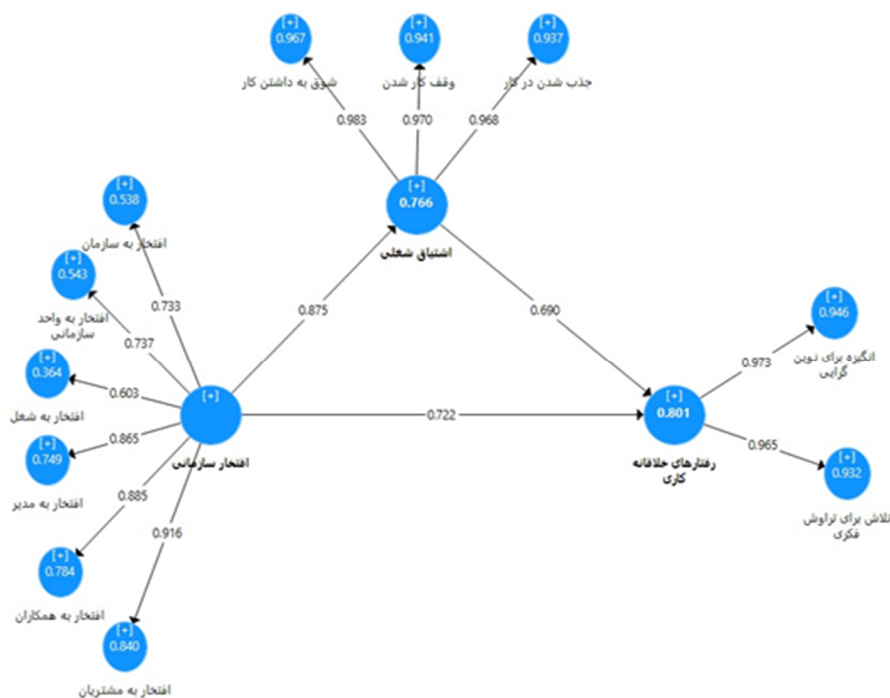 [+]
0.967
شوق به داشتن کار
[+]
0.941
وقف کار شدن
[+]
0.937
جذب شدن در کار
0.983
0.970
0.968
[+]
0.766
اشتیاق شغلی
[+]
0.538
افتخار به سازمان
[+]
0.543
افتخار به واحد
سازمانی
[+]
0.364
افتخار به شغل
[+]
0.749
افتخار به مدیر
[+]
0.784
افتخار به همکاران
[+]
0.840
افتخار به مشتریان
0.733
0.737
0.603
0.865
0.885
0.916
[+]
افتخار سازمانی
0.875
0.690
0.722
[+]
0.801
رفتارهای خلاقانه
کاری
0.973
0.965
[+]
0.946
انگیزه برای نوین
گرایی
[+]
0.932
تلاش برای تراوش
فکری